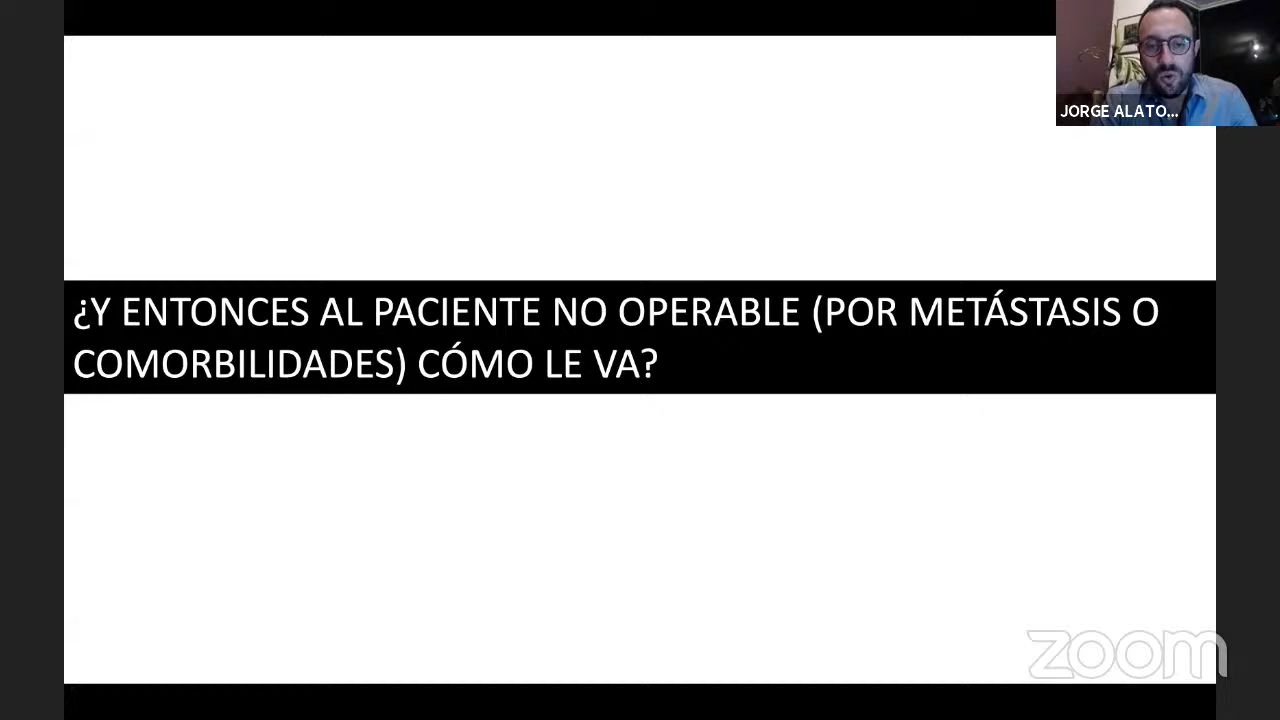 JORGE ALATO...
¿Y ENTONCES AL PACIENTE NO OPERABLE (POR METÁSTASIS O
COMORBILIDADES) CÓMO LE VA?
zoom